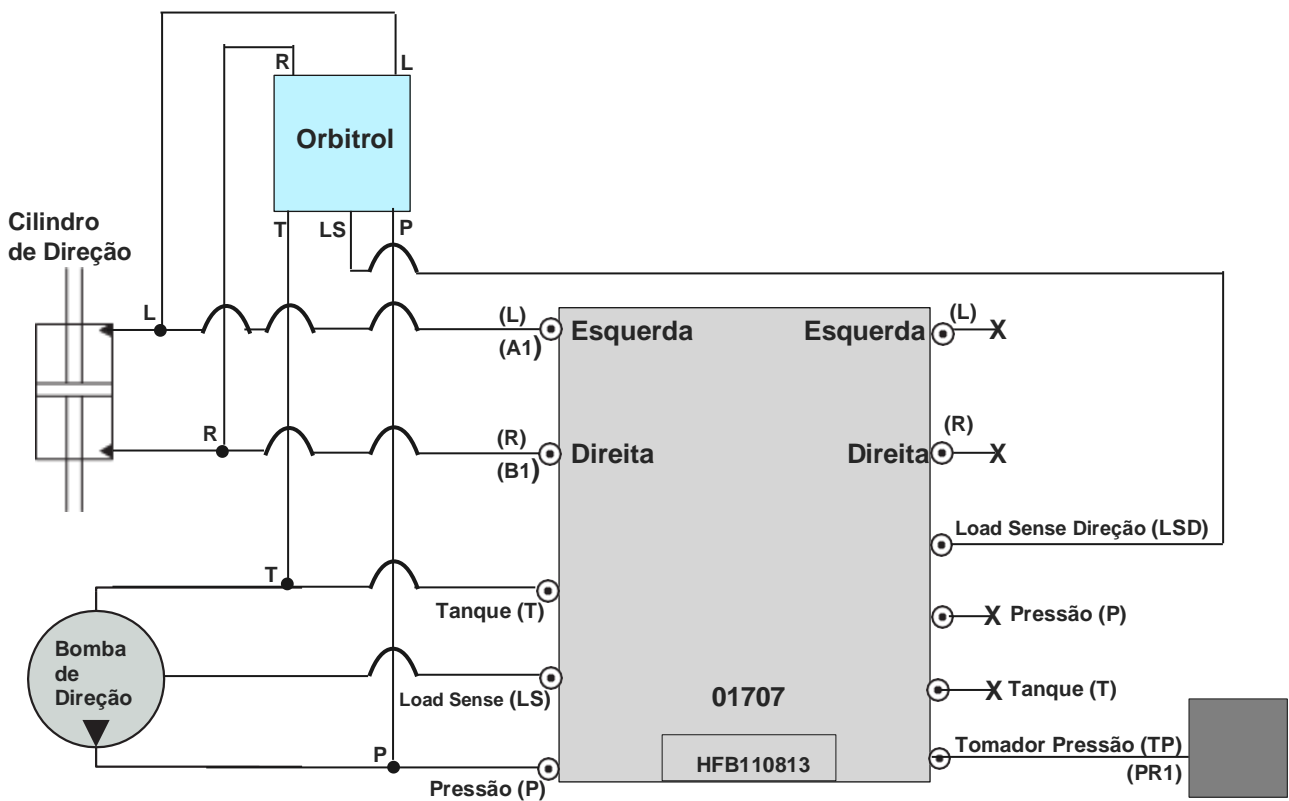 R
L
Orbitrol
T
LS
P
Cilindro
de Direção
L
(L)
(A1)
Esquerda
Esquerda
(L)
X
R
(R)
(B1)
Direita
Direita
(R)
X
Load Sense Direção (LSD)
T
Tanque (T)
X Pressão (P)
Bomba
de
Direção
Load Sense (LS)
01707
X Tanque (T)
P
Pressão (P)
HFB110813
Tomador Pressão (TP)
(PR1)